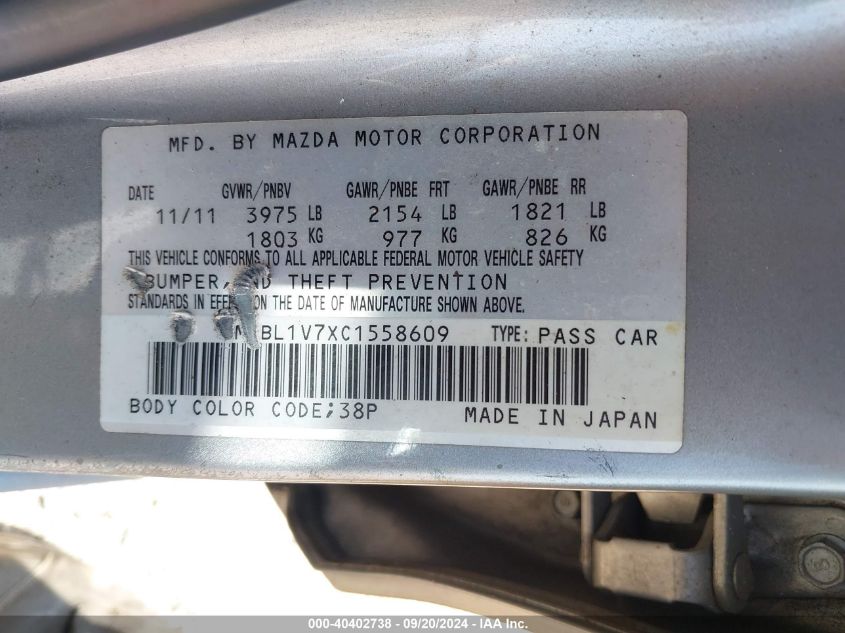 MFD. BY MAZDA MOTOR CORPORATION
DATE GVWR/PNBV GAWR/PNBE FRT GAWR/PNBE RR
11/11 3975 LB 2154 LB 1821 LB
1803 KG 977 KG 826 KG
THIS VEHICLE CONFORMS TO ALL APPLICABLE FEDERAL MOTOR VEHICLE SAFETY
BUMPER, THEFT PREVENTION
STANDARDS IN ON THE DATE OF MANUFACTURE SHOWN ABOVE.
BL1V7XC1558609 TYPE: PASS CAR
BODY COLOR CODE;38P MADE IN JAPAN
000-40402738 - 09/20/2024 - IAA Inc.